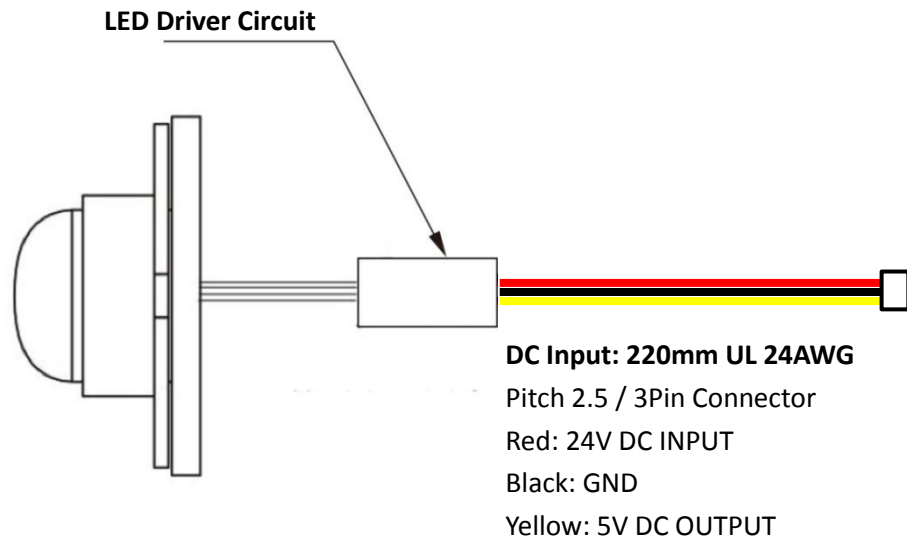 LED Driver Circuit
DC Input: 220mm UL 24AWG
Pitch 2.5 / 3Pin Connector
Red: 24V DC INPUT
Black: GND
Yellow: 5V DC OUTPUT